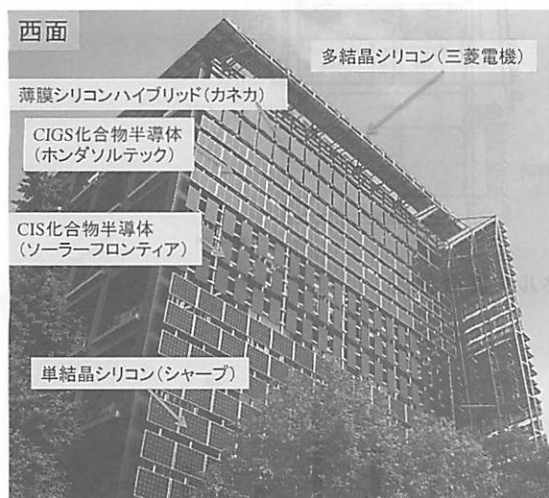 西面
多結晶シリコン(三菱電機)
薄膜シリコンハイブリッド(カネカ)
CIGS化合物半導体
(ホンダソルテック)
CIS化合物半導体
(ソーラーフロンティア)
単結晶シリコン(シャープ)